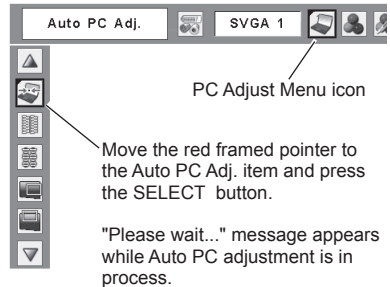 Auto PC Adj.
SVGA 1
PC Adjust Menu icon
Move the red framed pointer to
the Auto PC Adj. item and press
the SELECT button.
"Please wait..." message appears
while Auto PC adjustment is in
process.